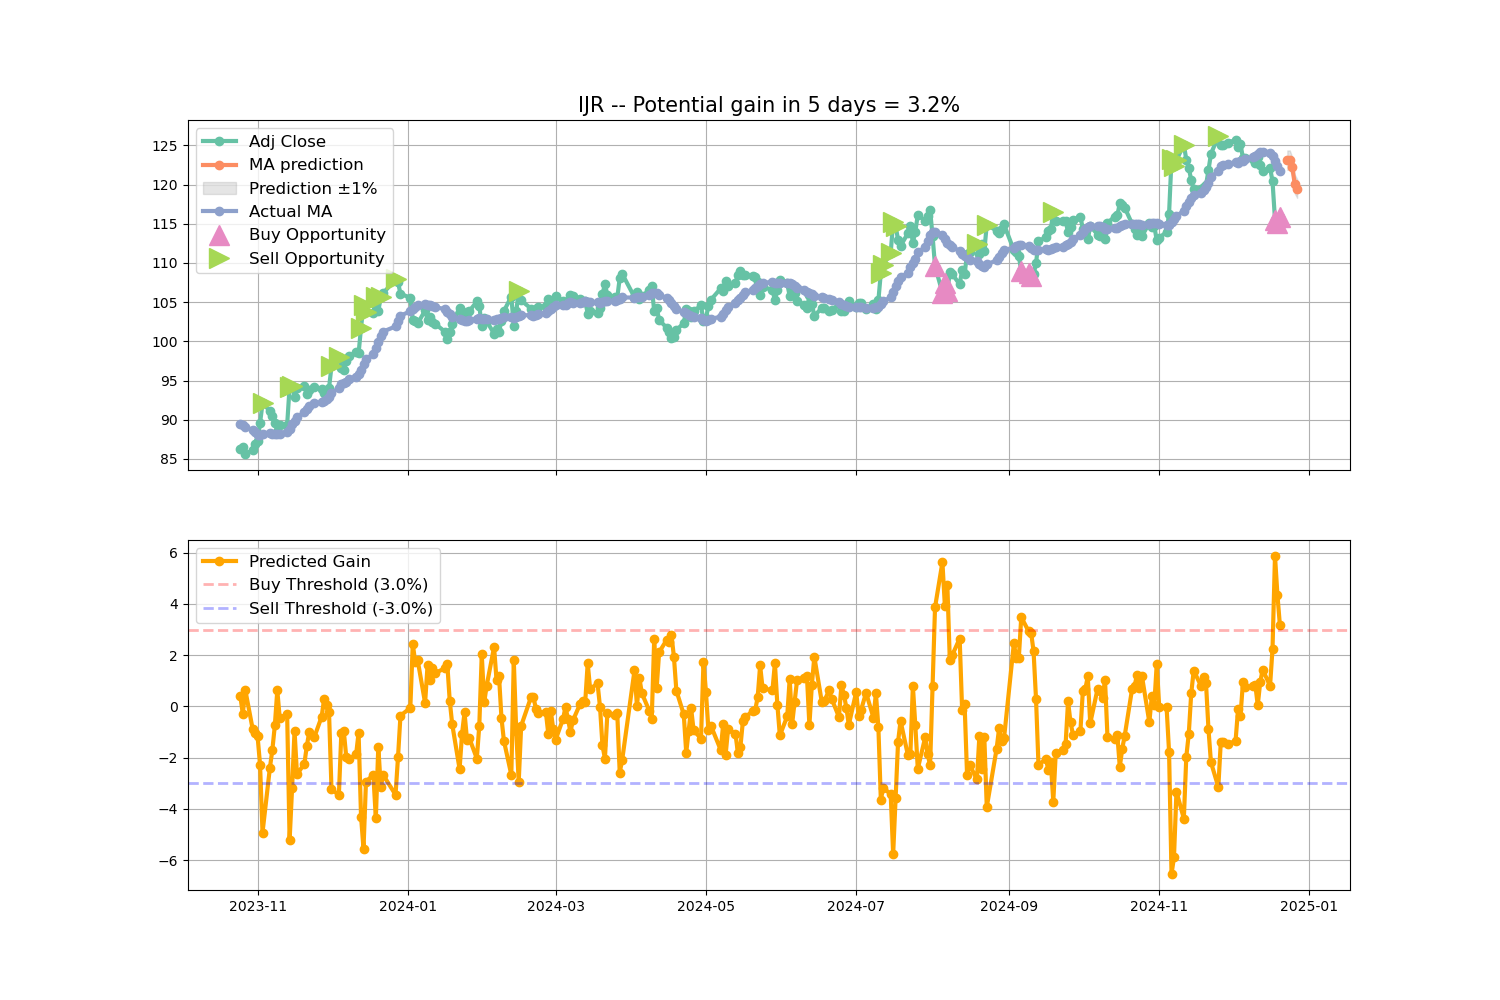 IJR -- Potential gain in 5 days = 3.2%
Adj Close
MA prediction
Prediction ±1%
Actual MA
Buy Opportunity
Sell Opportunity
125
120
115
110
105
100
95
90
85
Predicted Gain
Buy Threshold (3.0%)
Sell Threshold (-3.0%)
6
4
2
0
−2
−4
−6
2023-11 2024-01 2024-03 2024-05 2024-07 2024-09 2024-11 2025-01